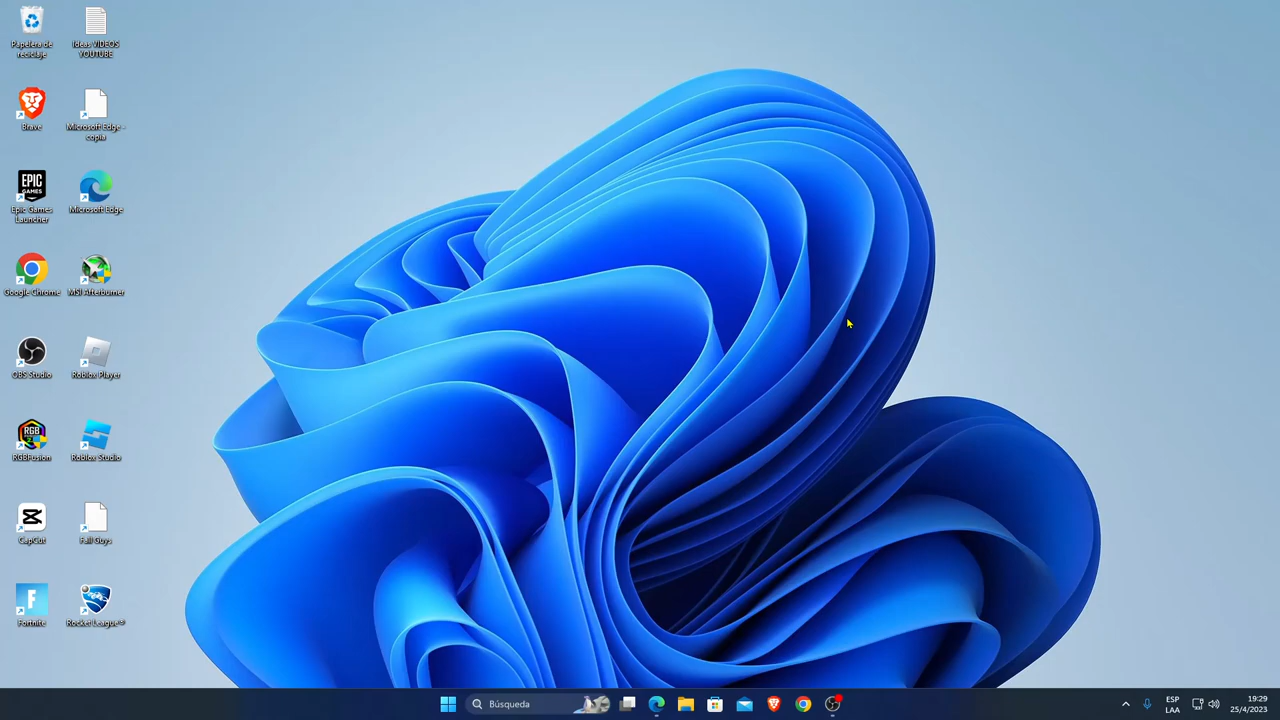 Papelera de
reciclaje
Ideas VIDEOS
YOUTUBE
Brave
Microsoft Edge -
copia
EPIC
GAMES
Epic Games
Launcher
Microsoft Edge
Google Chrome
MSI Afterburner
OBS Studio
Roblox Player
RGB
RGBFusion
Roblox Studio
CapCut
Fall Guys
F
Fortnite
Rocket League™
Búsqueda
ESP
LAA
19:29
25/4/2023